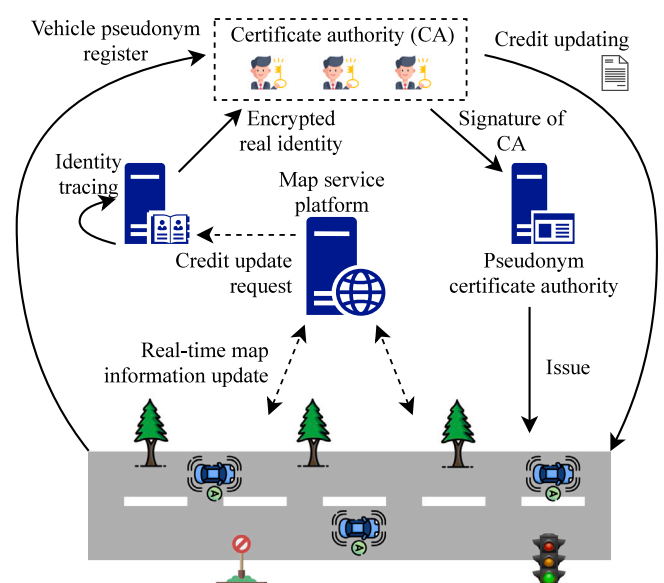 Vehicle pseudonym
register
Certificate authority (CA)
Credit updating
Encrypted
real identity
Signature of
CA
Identity
tracing
Map service
platform
Credit update
request
Pseudonym
certificate authority
Real-time map
information update
Issue
A
A
A